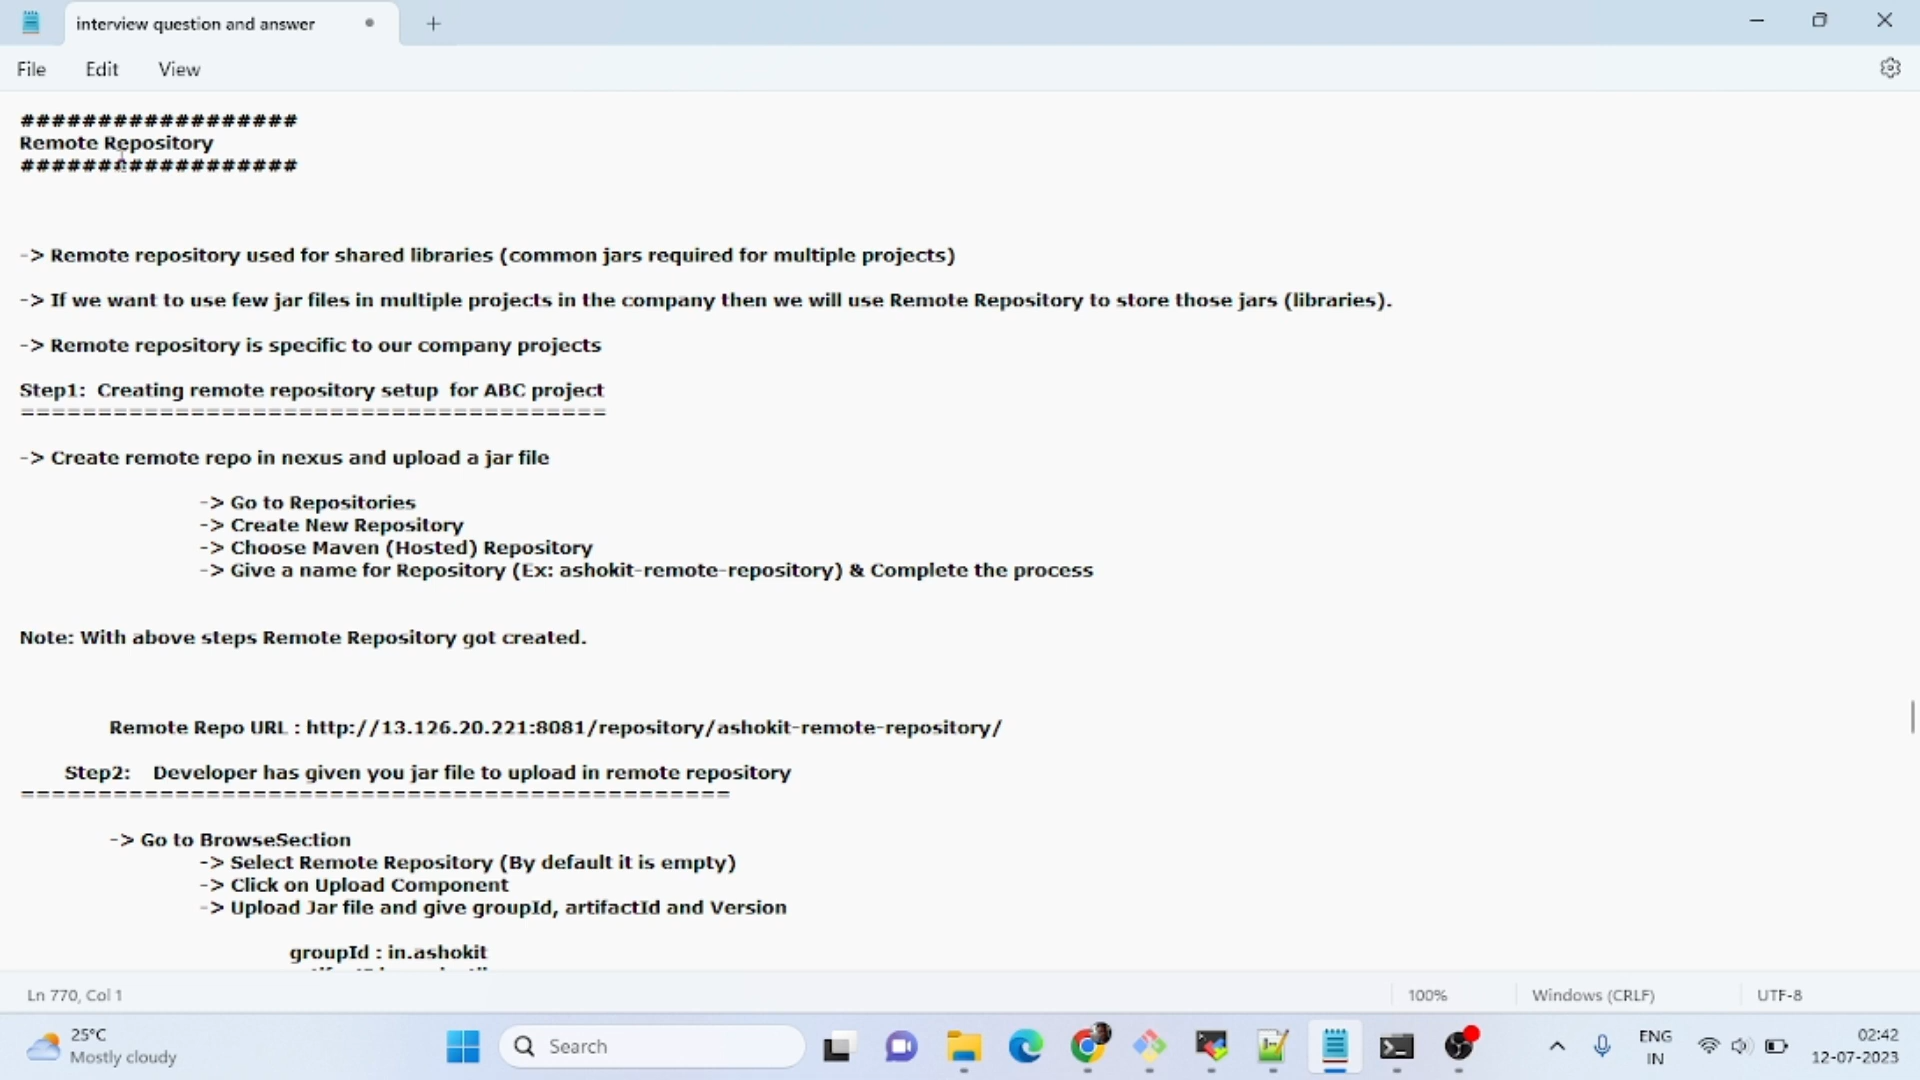 interview question and answer
File Edit View
##################
Remote Repository
##################
-> Remote repository used for shared libraries (common jars required for multiple projects)
-> If we want to use few jar files in multiple projects in the company then we will use Remote Repository to store those jars (libraries).
-> Remote repository is specific to our company projects
Step1:  Creating remote repository setup  for ABC project
======================================
-> Create remote repo in nexus and upload a jar file
-> Go to Repositories
-> Create New Repository
-> Choose Maven (Hosted) Repository
-> Give a name for Repository (Ex: ashokit-remote-repository) & Complete the process
Note: With above steps Remote Repository got created.
Remote Repo URL : http://13.126.20.221:8081/repository/ashokit-remote-repository/
Step2:   Developer has given you jar file to upload in remote repository
==============================================
-> Go to BrowseSection
-> Select Remote Repository (By default it is empty)
-> Click on Upload Component
-> Upload Jar file and give groupId, artifactId and Version
groupId : in.ashokit
Ln 770, Col 1 100% Windows (CRLF) UTF-8
25°C
Mostly cloudy
Search
ENG
IN
02:42
12-07-2023